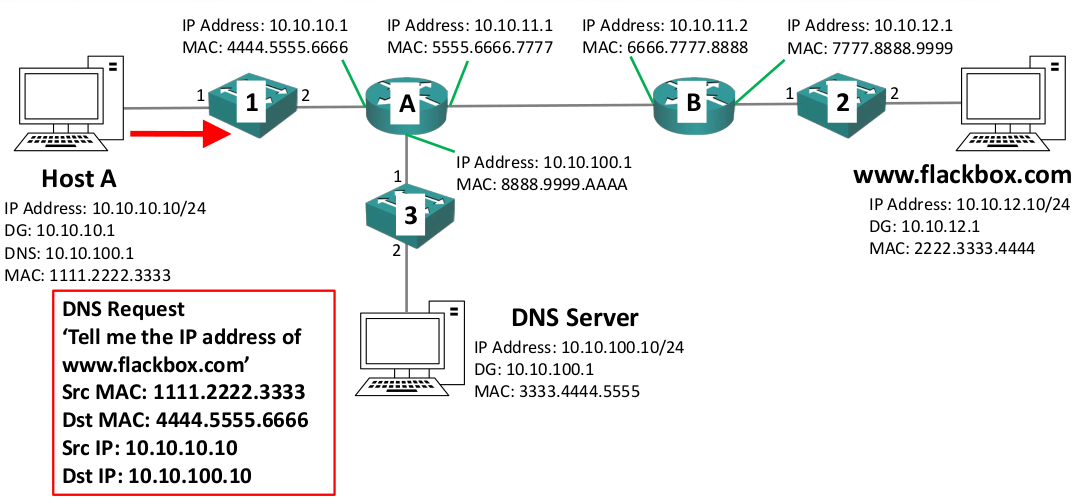 IP Address: 10.10.10.1
MAC: 4444.5555.6666
IP Address: 10.10.11.1
MAC: 5555.6666.7777
IP Address: 10.10.11.2
MAC: 6666.7777.8888
IP Address: 10.10.12.1
MAC: 7777.8888.9999
1
1
2
A
B
1
2
2
Host A
IP Address: 10.10.10.10/24
DG: 10.10.10.1
DNS: 10.10.100.1
MAC: 1111.2222.3333
IP Address: 10.10.100.1
MAC: 8888.9999.AAAA
www.flackbox.com
IP Address: 10.10.12.10/24
DG: 10.10.12.1
MAC: 2222.3333.4444
1
3
2
DNS Request
‘Tell me the IP address of
www.flackbox.com’
Src MAC: 1111.2222.3333
Dst MAC: 4444.5555.6666
Src IP: 10.10.10.10
Dst IP: 10.10.100.10
DNS Server
IP Address: 10.10.100.10/24
DG: 10.10.100.1
MAC: 3333.4444.5555